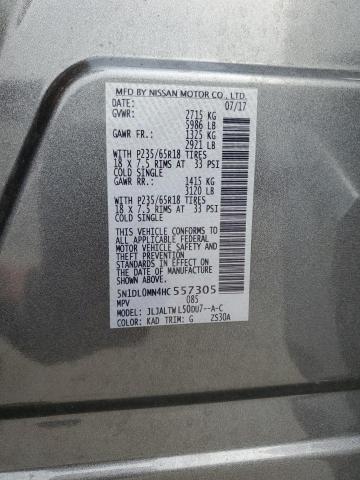 MFD BY NISSAN MOTOR CO., LTD.
DATE: 07/17
GVWR: 2715 KG
5986 LB
GAWR FR.: 1325 KG
2921 LB
WITH P235/65R18 TIRES
18 X 7.5 RIMS AT 33 PSI
COLD SINGLE
GAWR RR.: 1415 KG
3120 LB
WITH P235/65R18 TIRES
18 X 7.5 RIMS AT 33 PSI
COLD SINGLE
THIS VEHICLE CONFORMS TO
ALL APPLICABLE FEDERAL
MOTOR VEHICLE SAFETY
AND THEFT PREVENTION
STANDARDS IN EFFECT ON
THE DATE OF MANUFACTURE
SHOWN ABOVE.
5N1DL0MN4HC557305
MPV 085
MODEL: JLJALTWL50DU7--A-C
COLOR: KAD TRIM: G ZS30A